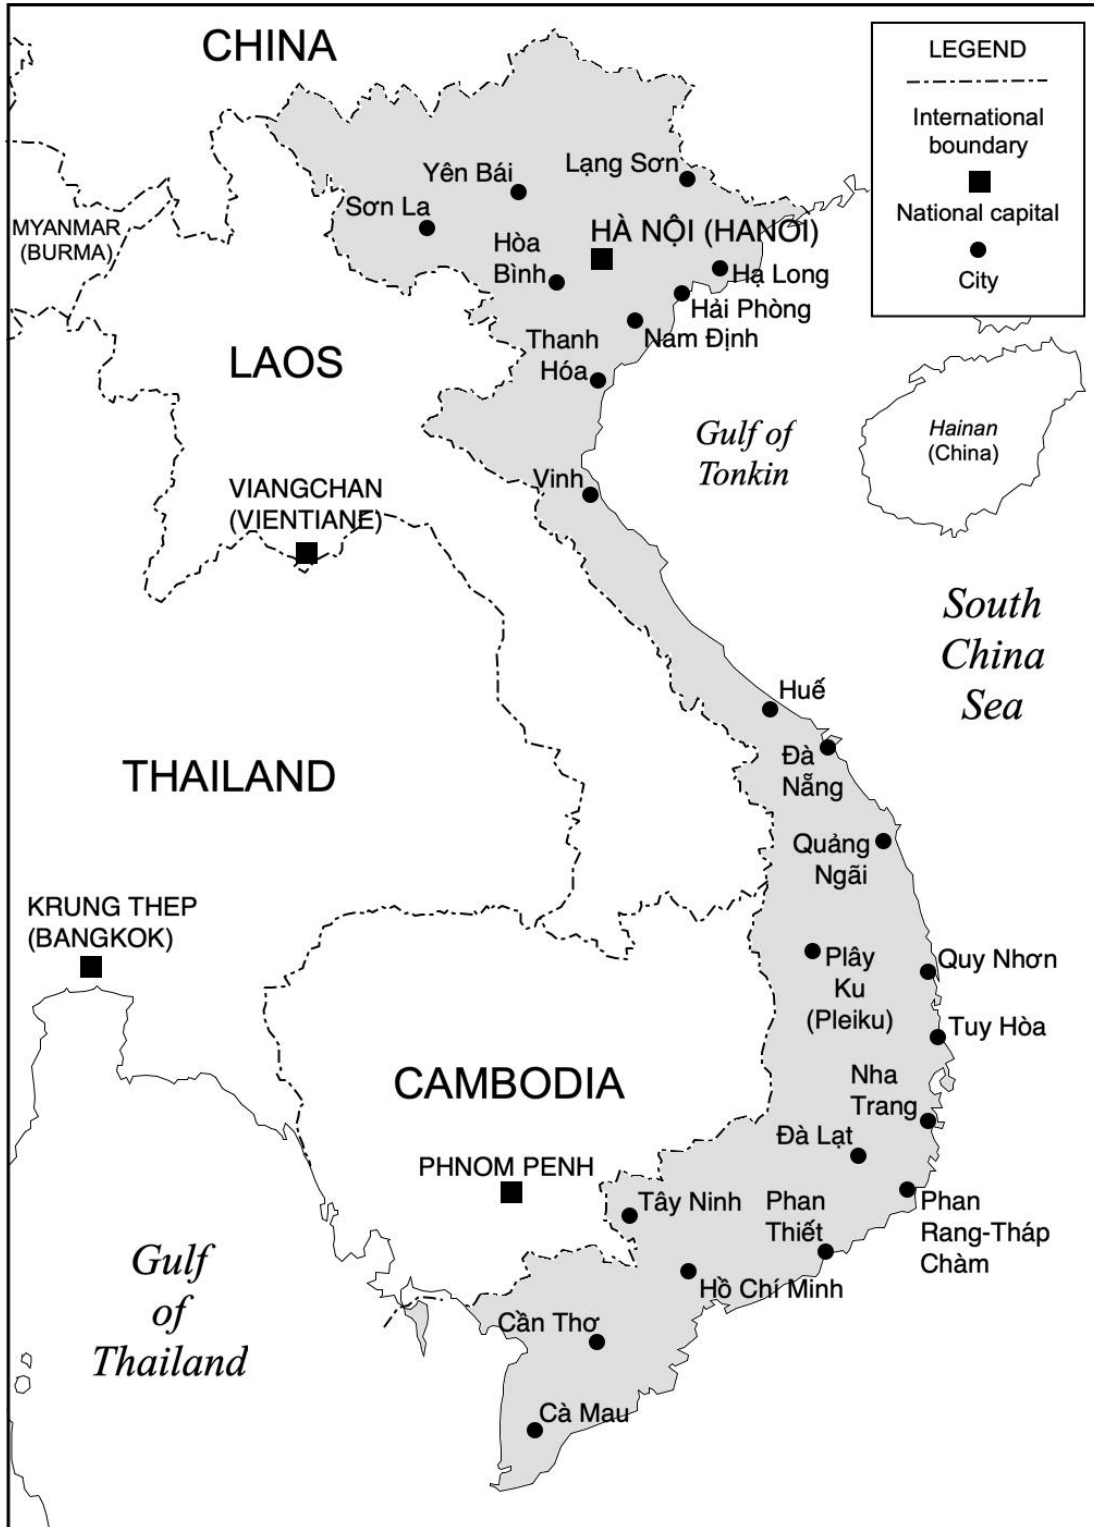 CHINA
LEGEND
International
boundary
National capital
City
Yên Bái
Lạng Sơn
Sơn La
MYANMAR
(BURMA)
HÀ NỘI (HANOI)
Hòa
Bình
Hạ Long
Hải Phòng
Nam Định
Thanh
Hóa
LAOS
Gulf of
Tonkin
Hainan
(China)
Vinh
VIANGCHAN
(VIENTIANE)
South
China
Sea
Huế
Đà
Nẵng
THAILAND
Quảng
Ngãi
KRUNG THEP
(BANGKOK)
Plây
Ku
(Pleiku)
Quy Nhơn
Tuy Hòa
CAMBODIA
Nha
Trang
Đà Lạt
PHNOM PENH
Tây Ninh
Phan
Thiết
Phan
Rang-Tháp
Chàm
Gulf
of
Thailand
Hồ Chí Minh
Cần Thơ
Cà Mau